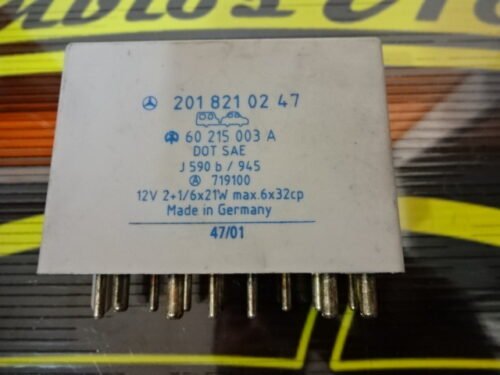 201 821 02 47
60 215 003 A
DOT SAE
J 590 b / 945
719100
12V 2+1/6x21W max.6x32cp
Made in Germany
47/01